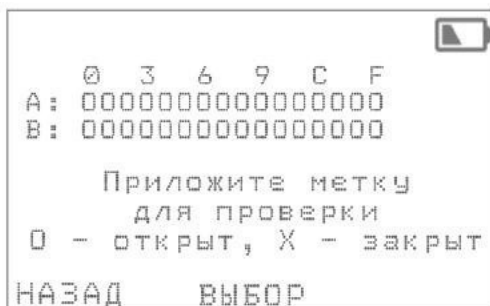 0 3 6 9 C F
A: 0000000000000000
B: 0000000000000000
Приложите метку
для проверки
О - открыт, X - закрыт
НАЗАД ВЫБОР